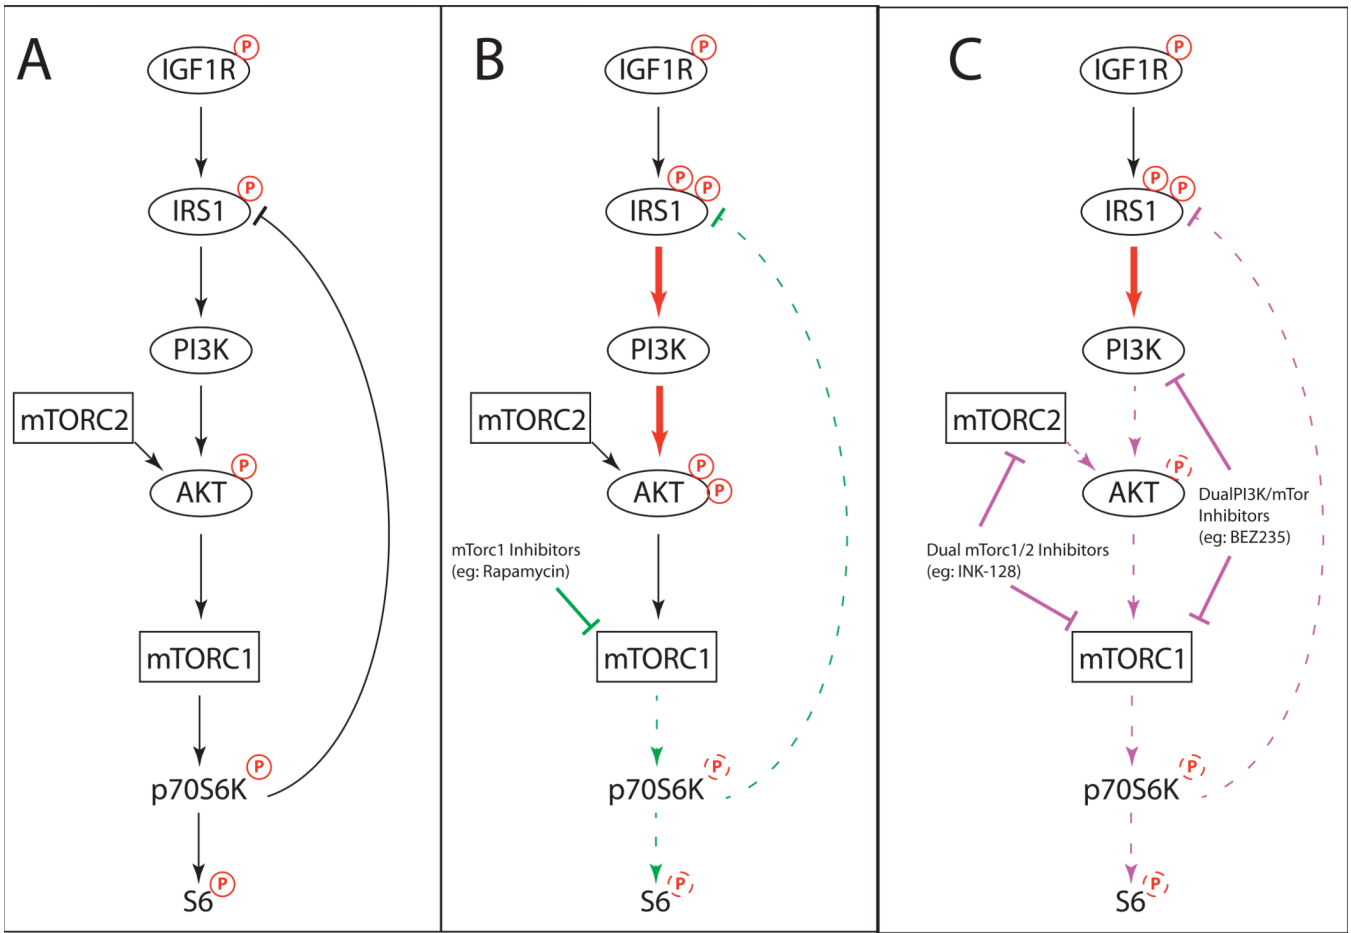 A
IGF1R P
IRS1 P
PI3K
mTORC2
AKT P
mTORC1
p70S6K P
S6 P
B
IGF1R P
IRS1 P P
PI3K
mTORC2
AKT P P
mTorc1 Inhibitors
(eg: Rapamycin)
mTORC1
p70S6K P
S6 P
C
IGF1R P
IRS1 P P
PI3K
mTORC2
AKT P
DualPI3K/mTor
Inhibitors
(eg: BEZ235)
Dual mTorc1/2 Inhibitors
(eg: INK-128)
mTORC1
p70S6K P
S6 P